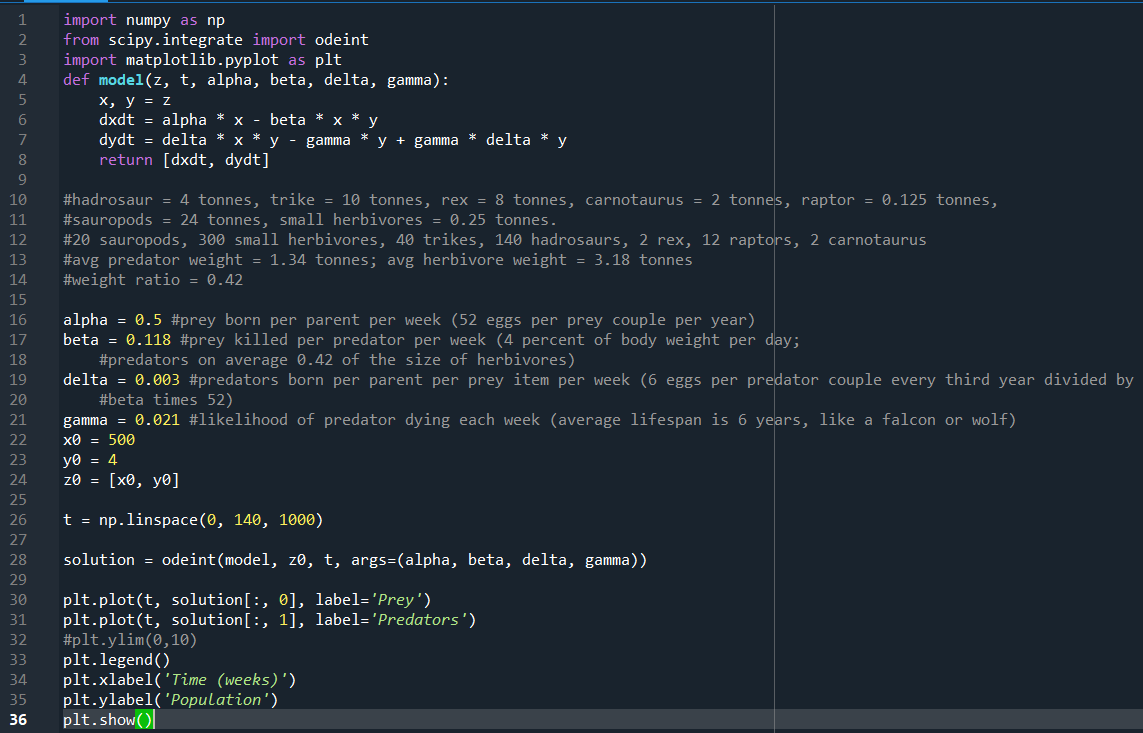 1 import numpy as np
2 from scipy.integrate import odeint
3 import matplotlib.pyplot as plt
4 def model(z, t, alpha, beta, delta, gamma):
5     x, y = z
6     dxdt = alpha * x - beta * x * y
7     dydt = delta * x * y - gamma * y + gamma * delta * y
8     return [dxdt, dydt]
9
10 #hadrosaur = 4 tonnes, trike = 10 tonnes, rex = 8 tonnes, carnotaurus = 2 tonnes, raptor = 0.125 tonnes,
11 #sauropods = 24 tonnes, small herbivores = 0.25 tonnes.
12 #20 sauropods, 300 small herbivores, 40 trikes, 140 hadrosaurs, 2 rex, 12 raptors, 2 carnotaurus
13 #avg predator weight = 1.34 tonnes; avg herbivore weight = 3.18 tonnes
14 #weight ratio = 0.42
15
16 alpha = 0.5 #prey born per parent per week (52 eggs per prey couple per year)
17 beta = 0.118 #prey killed per predator per week (4 percent of body weight per day;
18     #predators on average 0.42 of the size of herbivores)
19 delta = 0.003 #predators born per parent per prey item per week (6 eggs per predator couple every third year divided by
20     #beta times 52)
21 gamma = 0.021 #likelihood of predator dying each week (average lifespan is 6 years, like a falcon or wolf)
22 x0 = 500
23 y0 = 4
24 z0 = [x0, y0]
25
26 t = np.linspace(0, 140, 1000)
27
28 solution = odeint(model, z0, t, args=(alpha, beta, delta, gamma))
29
30 plt.plot(t, solution[:, 0], label='Prey')
31 plt.plot(t, solution[:, 1], label='Predators')
32 #plt.ylim(0,10)
33 plt.legend()
34 plt.xlabel('Time (weeks)')
35 plt.ylabel('Population')
36 plt.show()